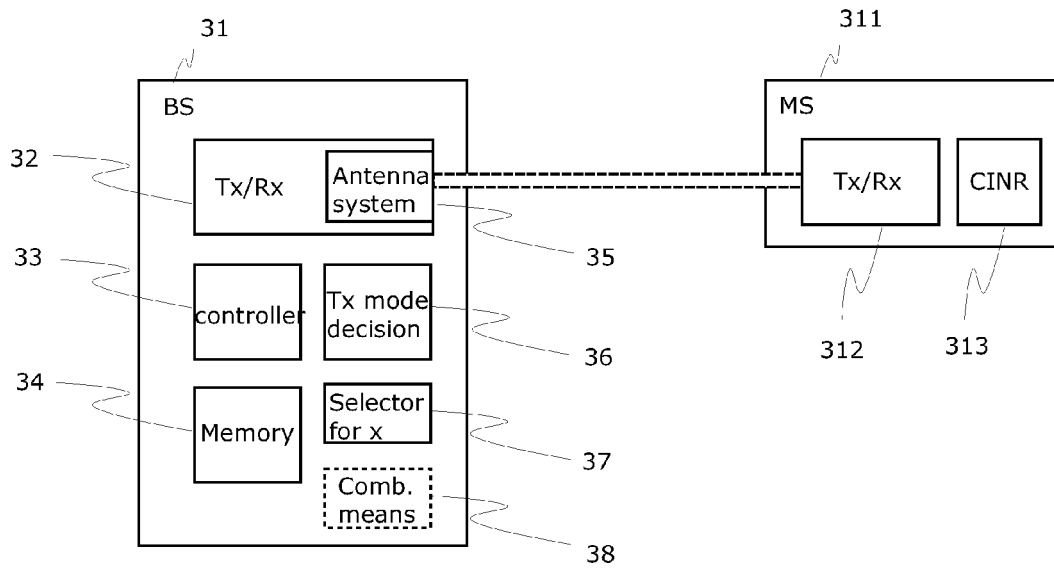 31
311
BS
MS
32
Tx/Rx
Antenna
system
Tx/Rx
CINR
35
33
controller
Tx mode
decision
36
312
313
34
Memory
Selector
for x
37
Comb.
means
38